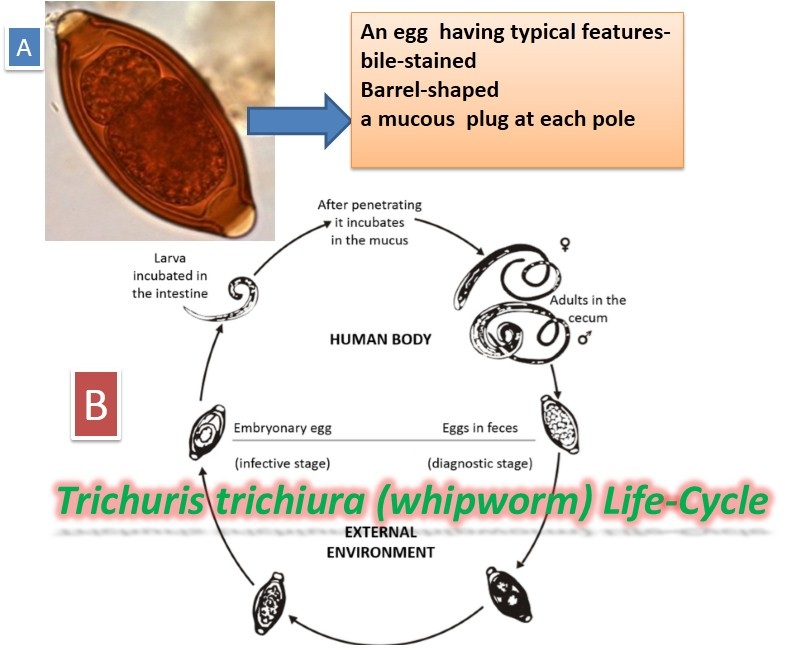 A
An egg  having typical features-
bile-stained
Barrel-shaped
a mucous  plug at each pole
After penetrating
it incubates
in the mucus
Larva
incubated in
the intestine
♀
Adults in the
cecum
♂
HUMAN BODY
B
Embryonary egg
Eggs in feces
(infective stage)
(diagnostic stage)
Trichuris trichiura (whipworm) Life-Cycle
EXTERNAL
ENVIRONMENT